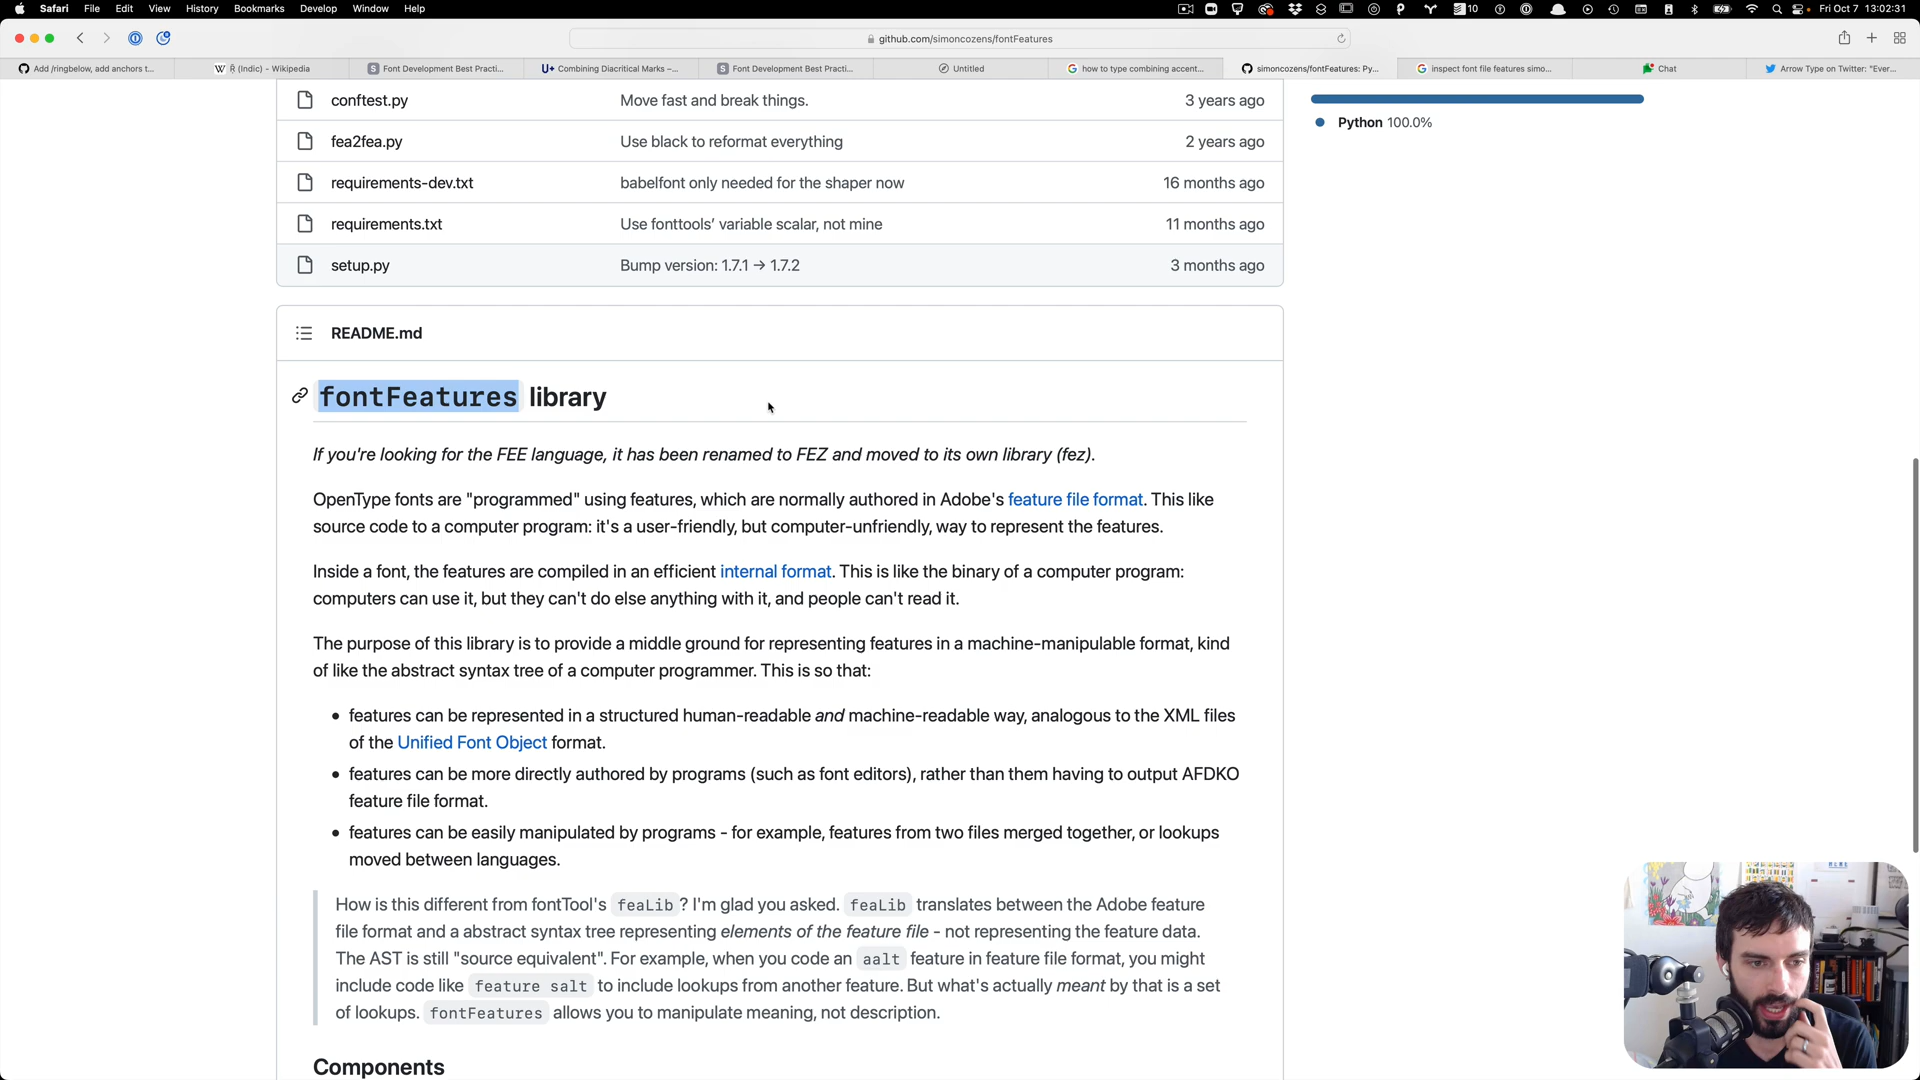 Safari File Edit View History Bookmarks Develop Window Help
10 Fri Oct 7 13:02:31
github.com/simoncozens/fontFeatures
Add /ringbelow, add anchors t...
Ṛ (Indic) – Wikipedia
Font Development Best Practi...
Combining Diacritical Marks –...
Font Development Best Practi...
Untitled
how to type combining accent...
simoncozens/fontFeatures: Py...
inspect font file features simo...
Chat
Arrow Type on Twitter: "Ever...
conftest.py Move fast and break things. 3 years ago
Python 100.0%
fea2fea.py Use black to reformat everything 2 years ago
requirements-dev.txt babelfont only needed for the shaper now 16 months ago
requirements.txt Use fonttools’ variable scalar, not mine 11 months ago
setup.py Bump version: 1.7.1 → 1.7.2 3 months ago
README.md
fontFeatures library
If you're looking for the FEE language, it has been renamed to FEZ and moved to its own library (fez).
OpenType fonts are "programmed" using features, which are normally authored in Adobe's feature file format. This like
source code to a computer program: it's a user-friendly, but computer-unfriendly, way to represent the features.
Inside a font, the features are compiled in an efficient internal format. This is like the binary of a computer program:
computers can use it, but they can't do else anything with it, and people can't read it.
The purpose of this library is to provide a middle ground for representing features in a machine-manipulable format, kind
of like the abstract syntax tree of a computer programmer. This is so that:
• features can be represented in a structured human-readable and machine-readable way, analogous to the XML files
of the Unified Font Object format.
• features can be more directly authored by programs (such as font editors), rather than them having to output AFDKO
feature file format.
• features can be easily manipulated by programs - for example, features from two files merged together, or lookups
moved between languages.
How is this different from fontTool's feaLib? I'm glad you asked. feaLib translates between the Adobe feature
file format and a abstract syntax tree representing elements of the feature file - not representing the feature data.
The AST is still "source equivalent". For example, when you code an aalt feature in feature file format, you might
include code like feature salt to include lookups from another feature. But what's actually meant by that is a set
of lookups. fontFeatures allows you to manipulate meaning, not description.
Components